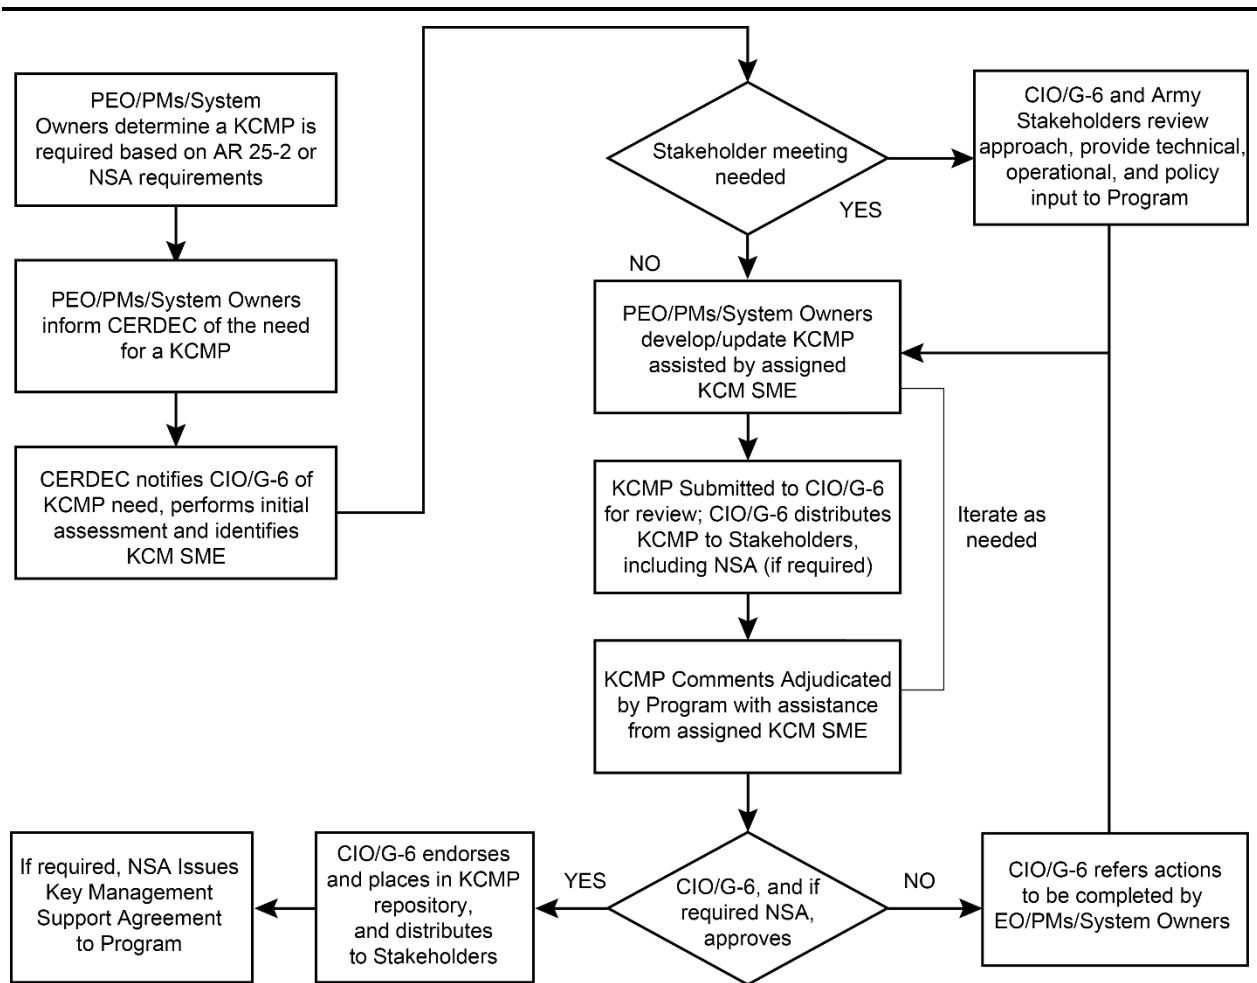 PEO/PMs/System
Owners determine a KCMP is
required based on AR 25-2 or
NSA requirements
PEO/PMs/System Owners
inform CERDEC of the need
for a KCMP
CERDEC notifies CIO/G-6 of
KCMP need, performs initial
assessment and identifies
KCM SME
Stakeholder meeting
needed
YES
NO
CIO/G-6 and Army
Stakeholders review
approach, provide technical,
operational, and policy
input to Program
PEO/PMs/System Owners
develop/update KCMP
assisted by assigned
KCM SME
KCMP Submitted to CIO/G-6
for review; CIO/G-6 distributes
KCMP to Stakeholders,
including NSA (if required)
Iterate as
needed
KCMP Comments Adjudicated
by Program with assistance
from assigned KCM SME
CIO/G-6, and if
required NSA,
approves
YES
NO
CIO/G-6 endorses
and places in KCMP
repository,
and distributes
to Stakeholders
If required, NSA Issues
Key Management
Support Agreement
to Program
CIO/G-6 refers actions
to be completed by
EO/PMs/System Owners